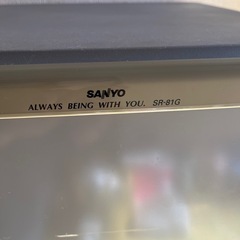 SANYO
ALWAYS BEING WITH YOU. SR-81G